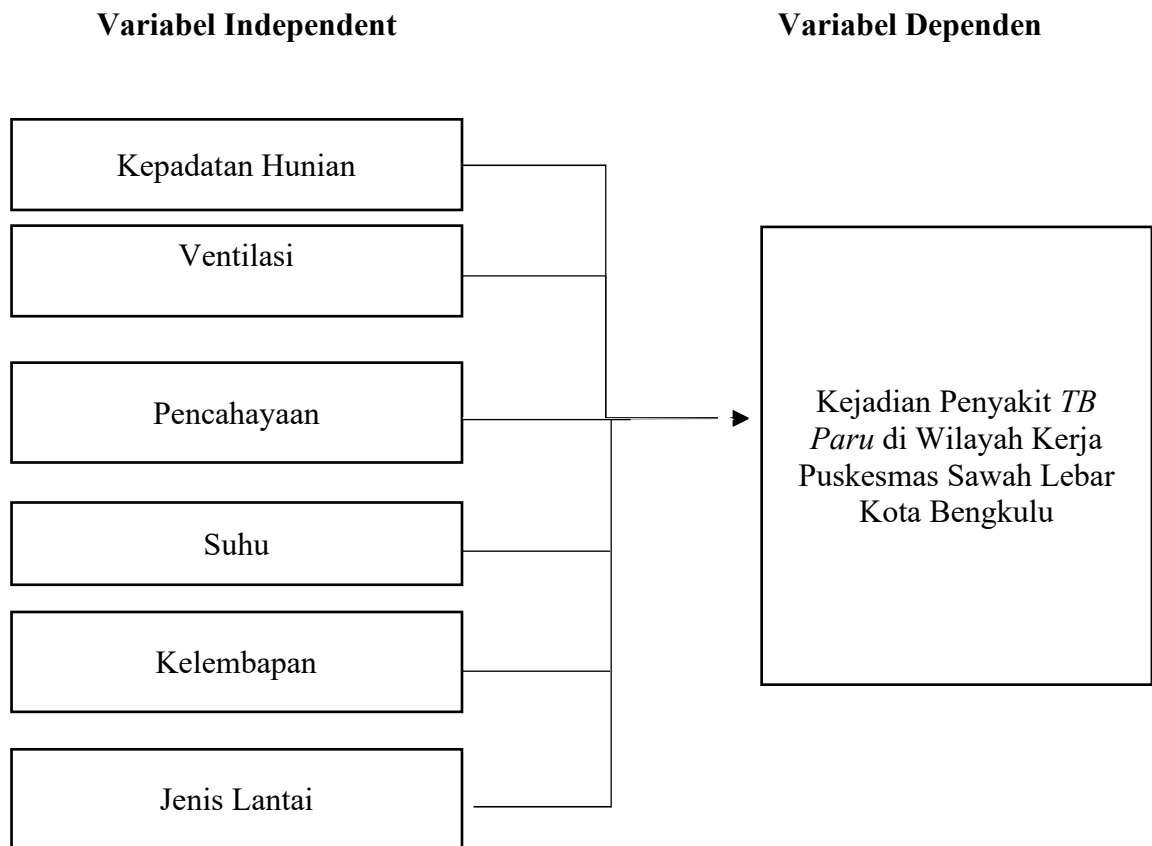 Variabel Independent
Variabel Dependen
Kepadatan Hunian
Ventilasi
Pencahayaan
Suhu
Kelembapan
Jenis Lantai
Kejadian Penyakit TB
Paru di Wilayah Kerja
Puskesmas Sawah Lebar
Kota Bengkulu